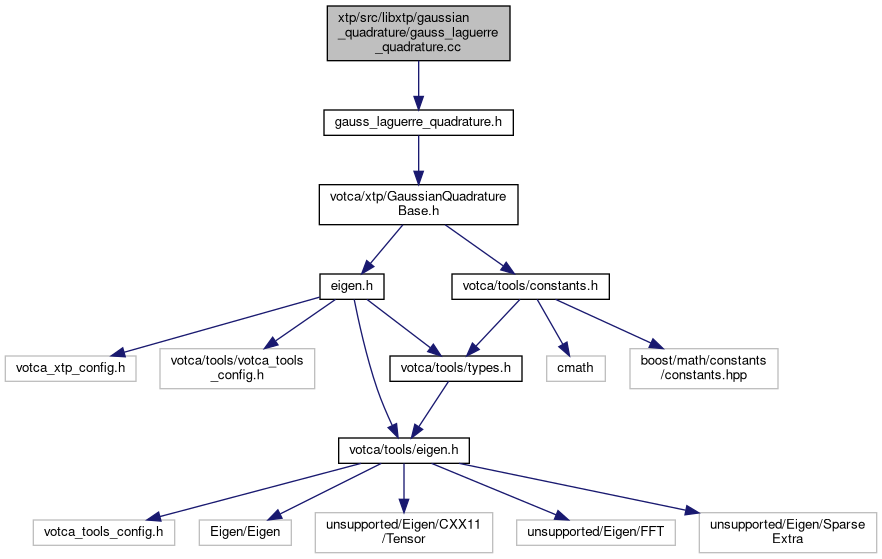 xtp/src/libxtp/gaussian
_quadrature/gauss_laguerre
_quadrature.cc
gauss_laguerre_quadrature.h
votca/xtp/GaussianQuadrature
Base.h
eigen.h
votca/tools/constants.h
votca_xtp_config.h
votca/tools/votca_tools
_config.h
votca/tools/types.h
cmath
boost/math/constants
/constants.hpp
votca/tools/eigen.h
votca_tools_config.h
Eigen/Eigen
unsupported/Eigen/CXX11
/Tensor
unsupported/Eigen/FFT
unsupported/Eigen/Sparse
Extra